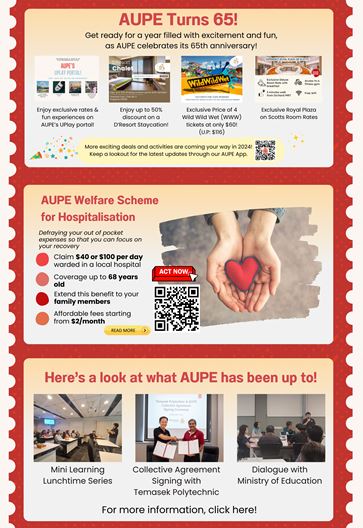 AUPE Turns 65!
Get ready for a year filled with excitement and fun,
as AUPE celebrates its 65th anniversary!
AUPE'S
UPLAY PORTAL!
Chalet
Wild Wild Wet
Enjoy exclusive rates &
fun experiences on
AUPE's UPlay portal!
Enjoy up to 50%
discount on a
D'Resort Staycation!
Exclusive Price of 4
Wild Wild Wet (WWW)
tickets at only $60!
(U.P: $116)
Exclusive Royal Plaza
on Scotts Room Rates
More exciting deals and activities are coming your way in 2024!
Keep a lookout for the latest updates through our AUPE App.
AUPE Welfare Scheme
for Hospitalisation
Defraying your out of pocket
expenses so that you can focus on
your recovery
Claim $40 or $100 per day
warded in a local hospital
Coverage up to 68 years
old
Extend this benefit to your
family members
Affordable fees starting
from $2/month
READ MORE
ACT NOW
Here's a look at what AUPE has been up to!
Mini Learning
Lunchtime Series
Collective Agreement
Signing with
Temasek Polytechnic
Dialogue with
Ministry of Education
For more information, click here!